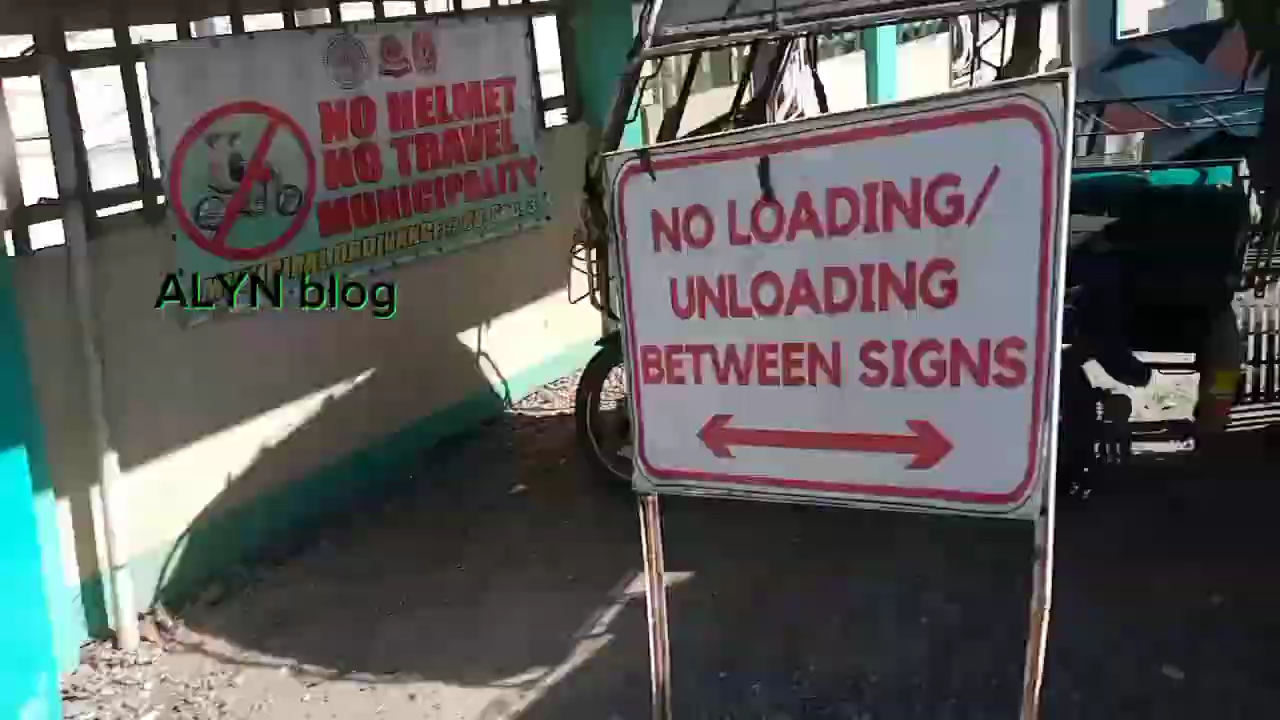 NO HELMET
NO TRAVEL
MUNICIPALITY
ALYN blog
NO LOADING/
UNLOADING
BETWEEN SIGNS